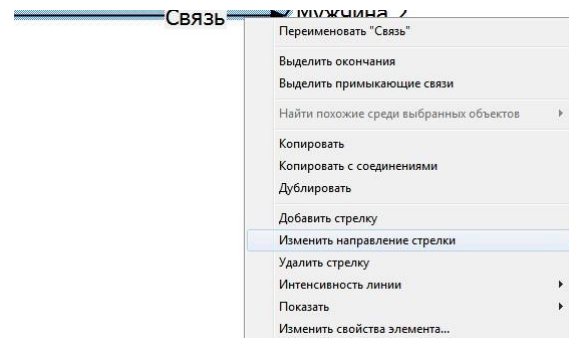 Связь Мужчина 2
Переименовать "Связь"
Выделить окончания
Выделить примыкающие связи
Найти похожие среди выбранных объектов
Копировать
Копировать с соединениями
Дублировать
Добавить стрелку
Изменить направление стрелки
Удалить стрелку
Интенсивность линии
Показать
Изменить свойства элемента...